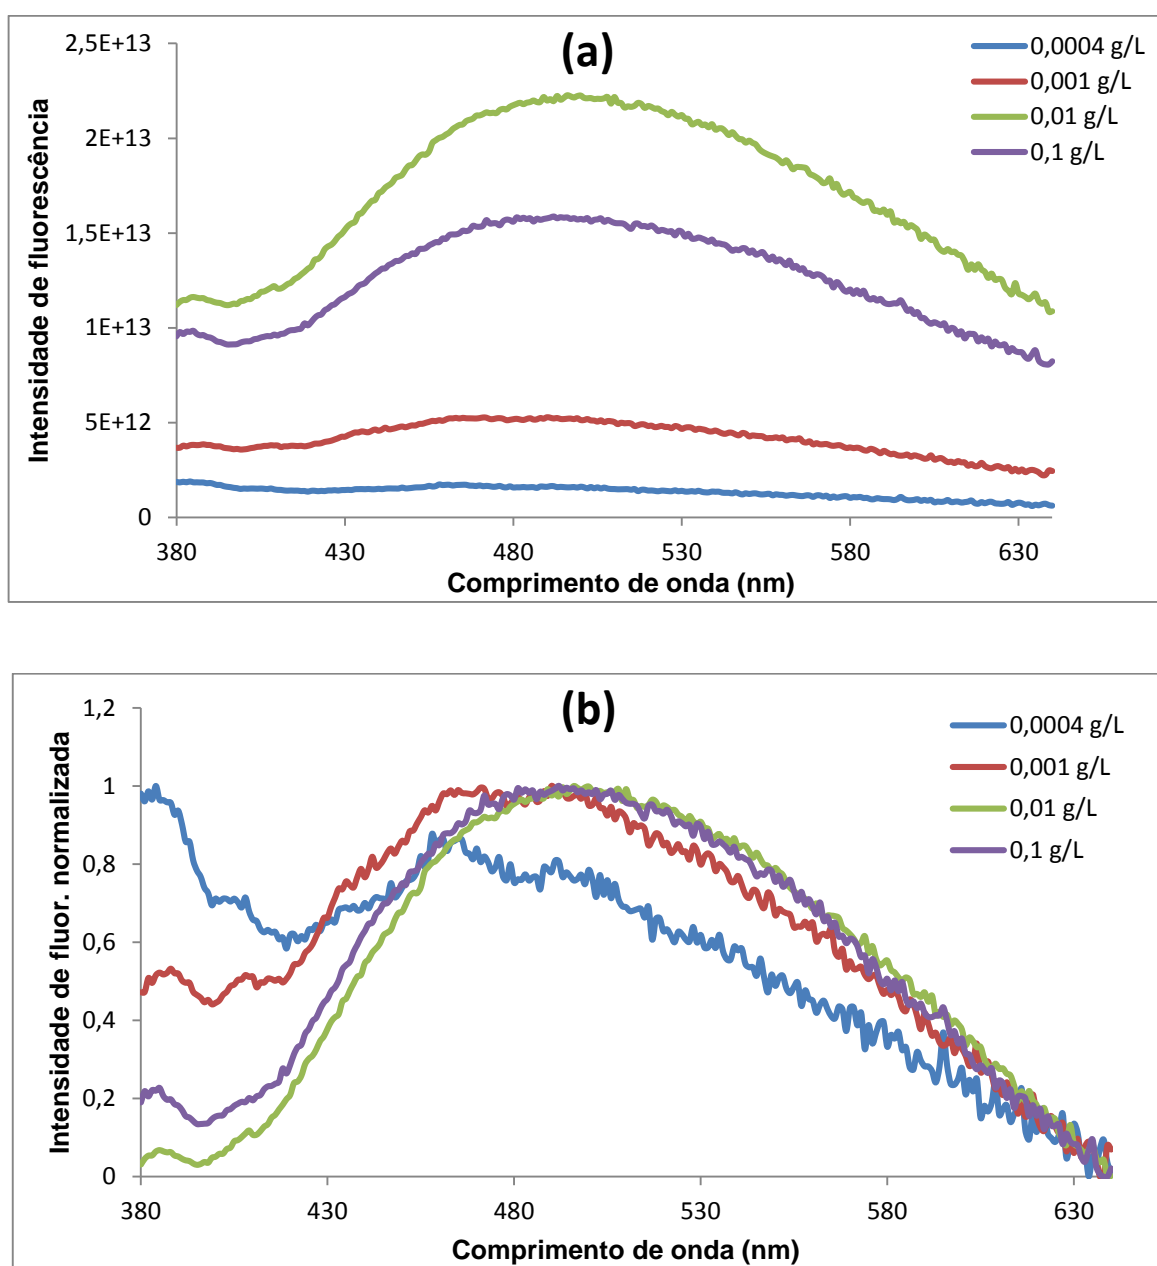 (a)
Intensidade de fluorescência
2,5E+13
2E+13
1,5E+13
1E+13
5E+12
0
380 430 480 530 580 630
Comprimento de onda (nm)
0,0004 g/L
0,001 g/L
0,01 g/L
0,1 g/L
(b)
Intensidade de fluor. normalizada
1,2
1
0,8
0,6
0,4
0,2
0
380 430 480 530 580 630
Comprimento de onda (nm)
0,0004 g/L
0,001 g/L
0,01 g/L
0,1 g/L